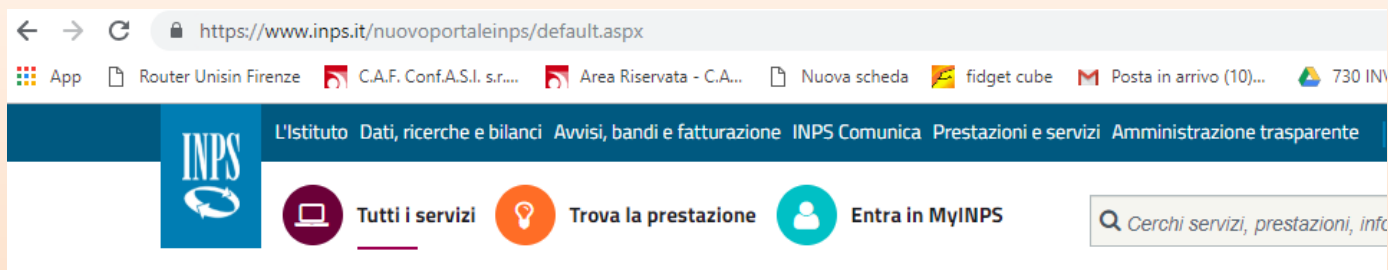 https://www.inps.it/nuovoportaleinps/default.aspx
App Router Unisin Firenze C.A.F. Conf.A.S.I. s.r.... Area Riservata - C.A... Nuova scheda fidget cube Posta in arrivo (10)... 730 INV
L'Istituto Dati, ricerche e bilanci Avvisi, bandi e fatturazione INPS Comunica Prestazioni e servizi Amministrazione trasparente
INPS
Tutti i servizi Trova la prestazione Entra in MyINPS Cerchi servizi, prestazioni, info